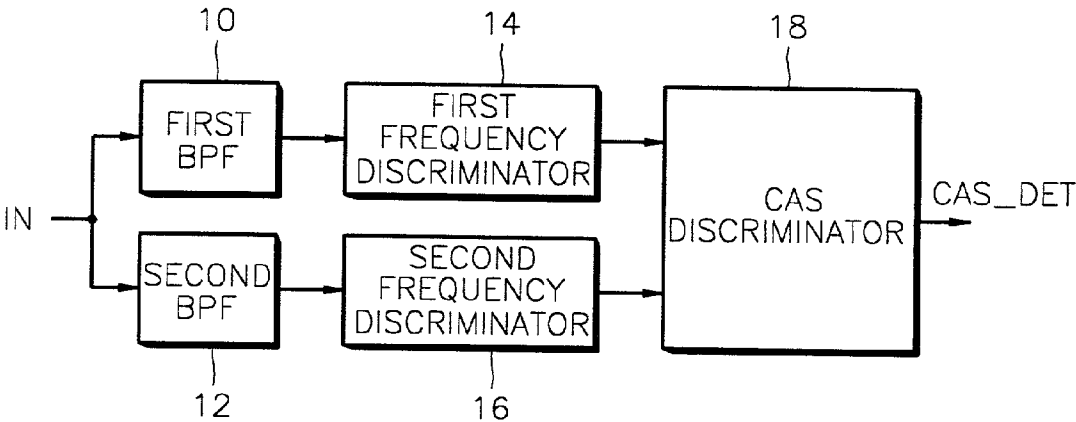 10
14
18
FIRST
BPF
FIRST
FREQUENCY
DISCRIMINATOR
IN
CAS
DISCRIMINATOR
CAS_DET
SECOND
BPF
SECOND
FREQUENCY
DISCRIMINATOR
12
16